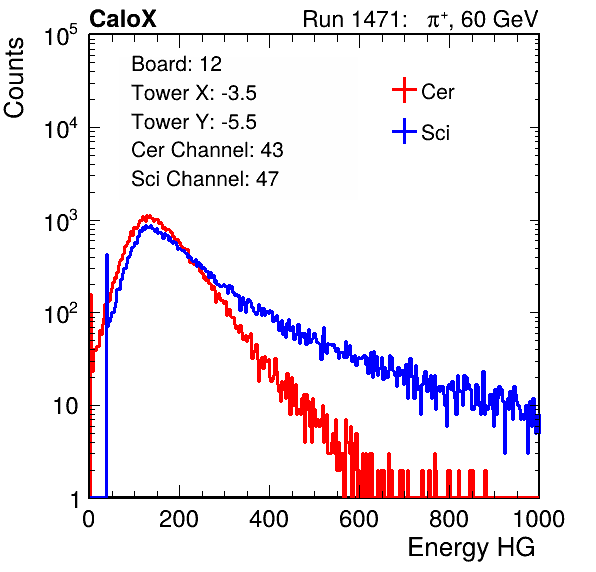 CaloX Run 1471: π⁺, 60 GeV
Counts
Board: 12
Tower X: -3.5
Tower Y: -5.5
Cer Channel: 43
Sci Channel: 47
Cer
Sci
10⁵
10⁴
10³
10²
10
1
0 200 400 600 800 1000
Energy HG